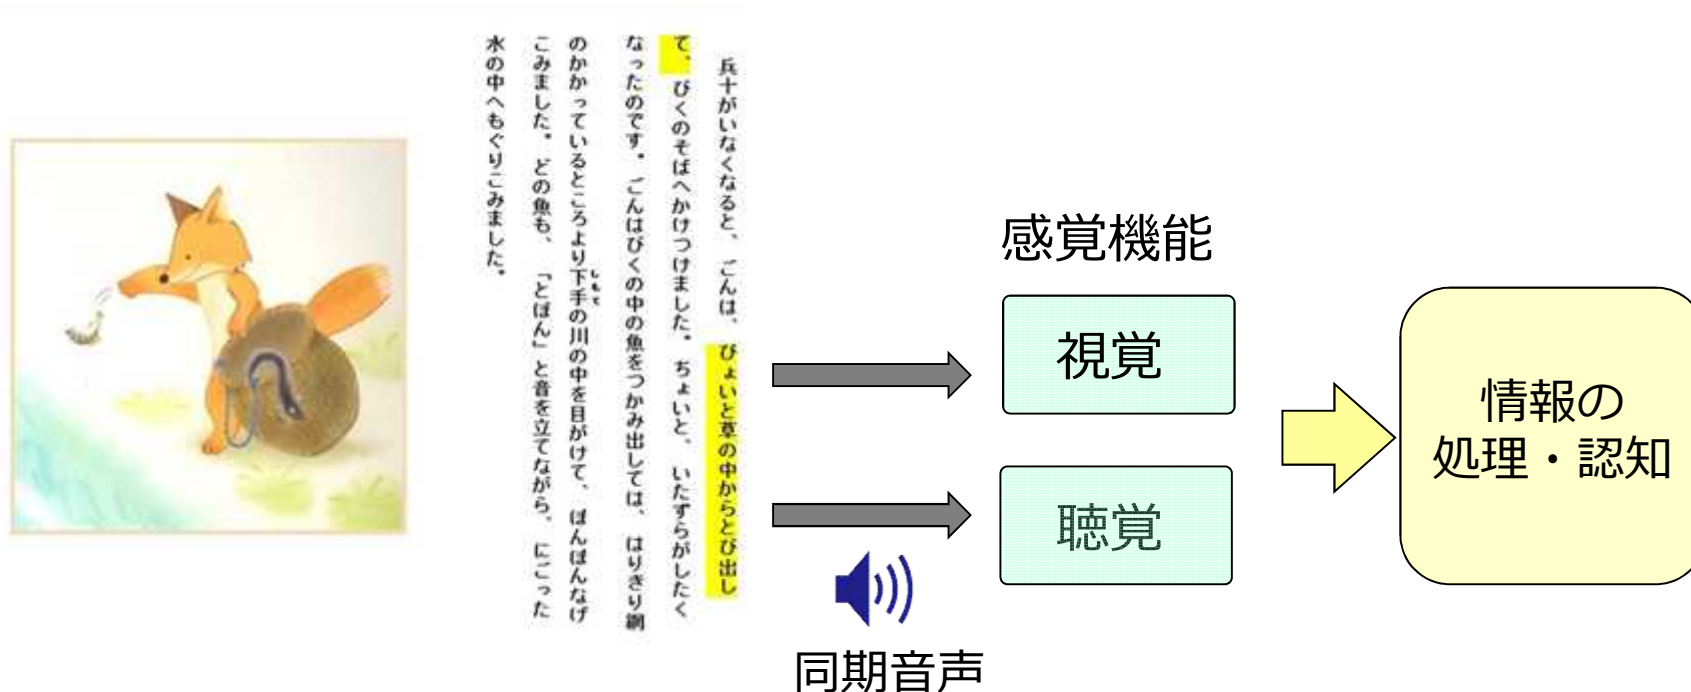 兵十がいなくなると、ごんは、ぴょいと草の中からとび出し
て、びくのそばへかけつけました。ちょいと、いたずらがしたく
なったのです。ごんはびくの中の魚をつかみ出しては、はりきり網
のかかっているところより下手の川の中を目がけて、ぽんぽんなげ
しもて
こみました。どの魚も、「とぼん」と音を立てながら、にごった
水の中へもぐりこみました。
感覚機能
視覚
聴覚
同期音声
情報の
処理・認知